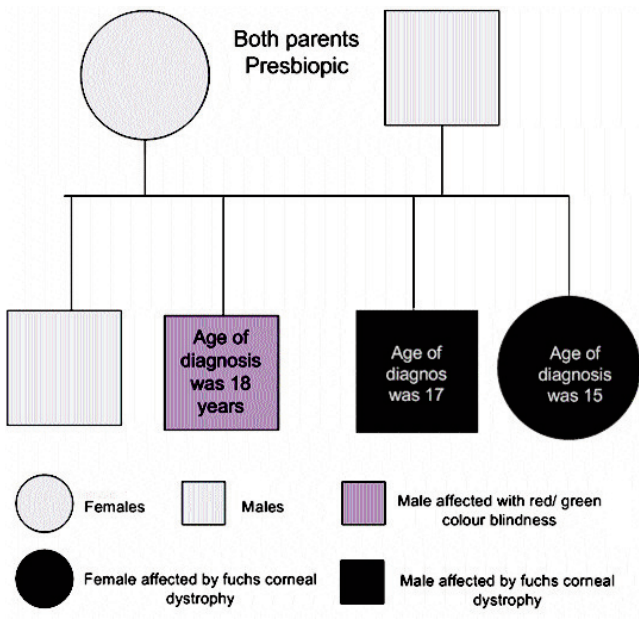 Both parents
Presbiopic
Age of
diagnosis
was 18
years
Age of
diagnos
was 17
Age of
diagnosis
was 15
Females
Males
Male affected with red/ green
colour blindness
Female affected by fuchs corneal
dystrophy
Male affected by fuchs corneal
dystrophy